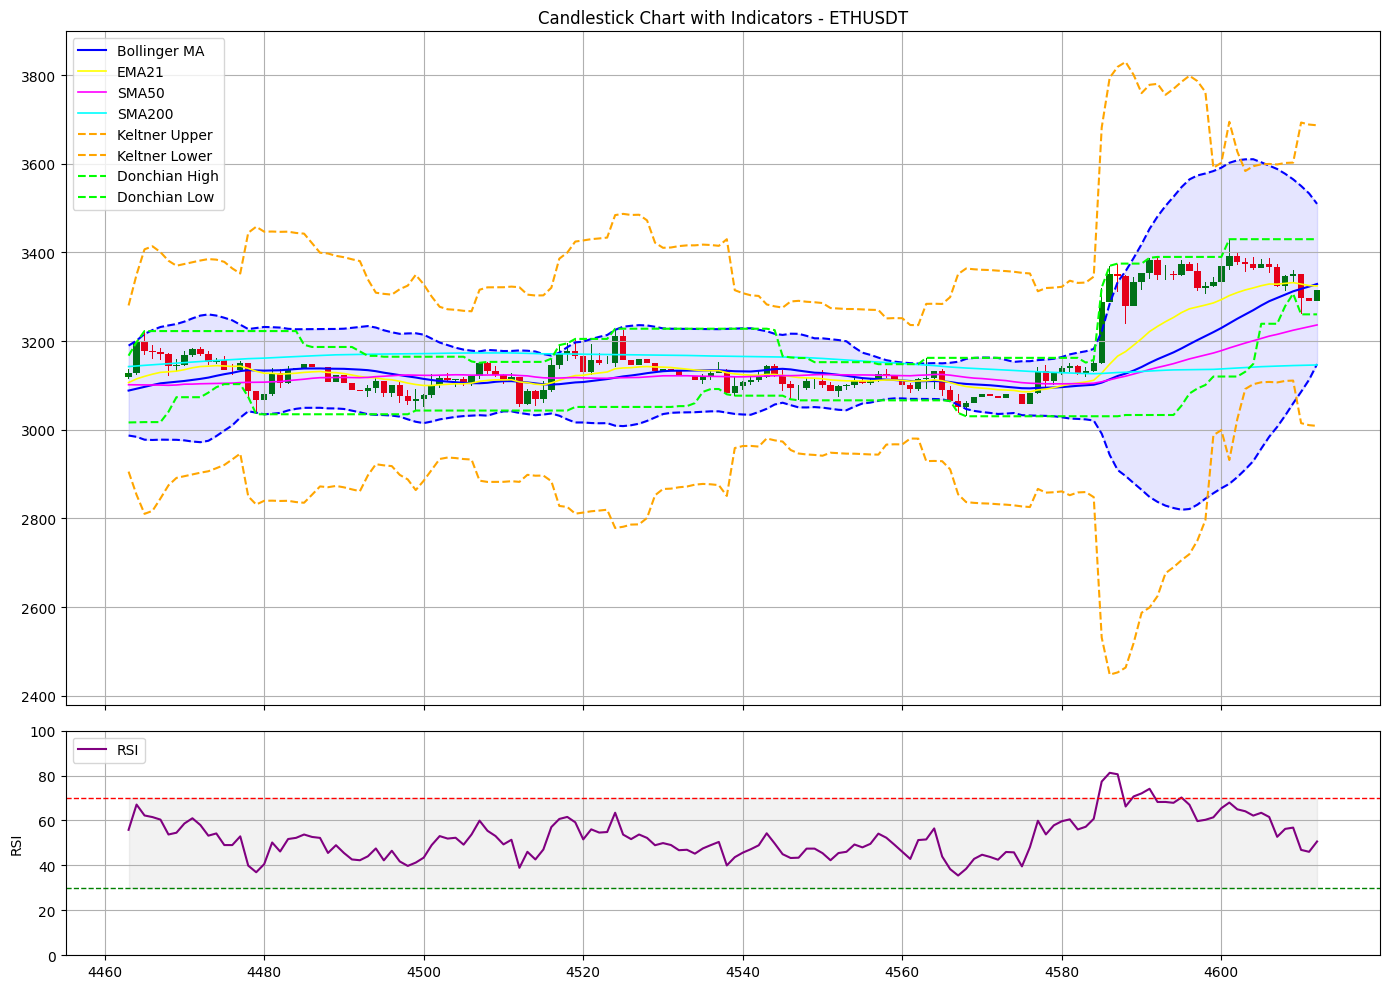 Candlestick Chart with Indicators - ETHUSDT
Bollinger MA
EMA21
SMA50
SMA200
Keltner Upper
Keltner Lower
Donchian High
Donchian Low
3800
3600
3400
3200
3000
2800
2600
2400
RSI
100
80
60
40
20
0
RSI
4460 4480 4500 4520 4540 4560 4580 4600